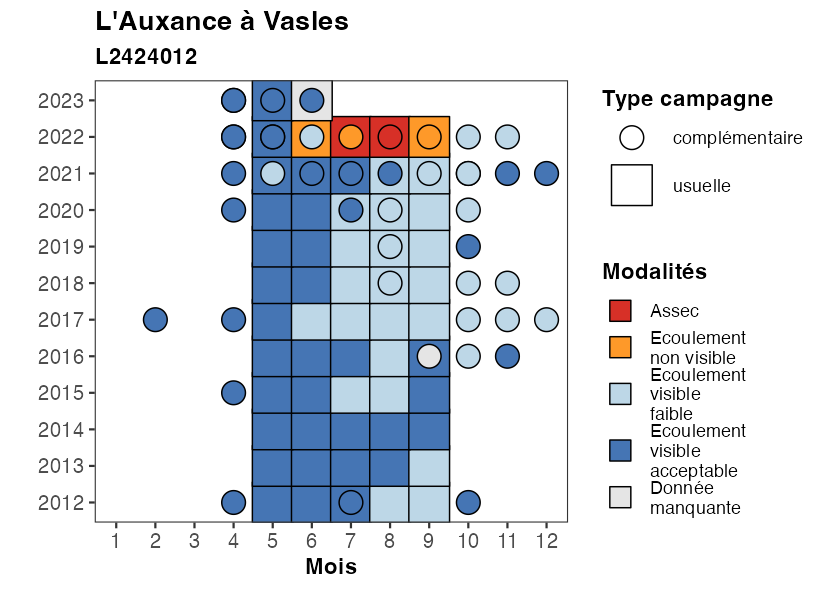 L'Auxance à Vasles
L2424012
2023
2022
2021
2020
2019
2018
2017
2016
2015
2014
2013
2012
1 2 3 4 5 6 7 8 9 10 11 12
Mois
Type campagne
complémentaire
usuelle
Modalités
Assec
Ecoulement
non visible
Ecoulement
visible
faible
Ecoulement
visible
acceptable
Donnée
manquante